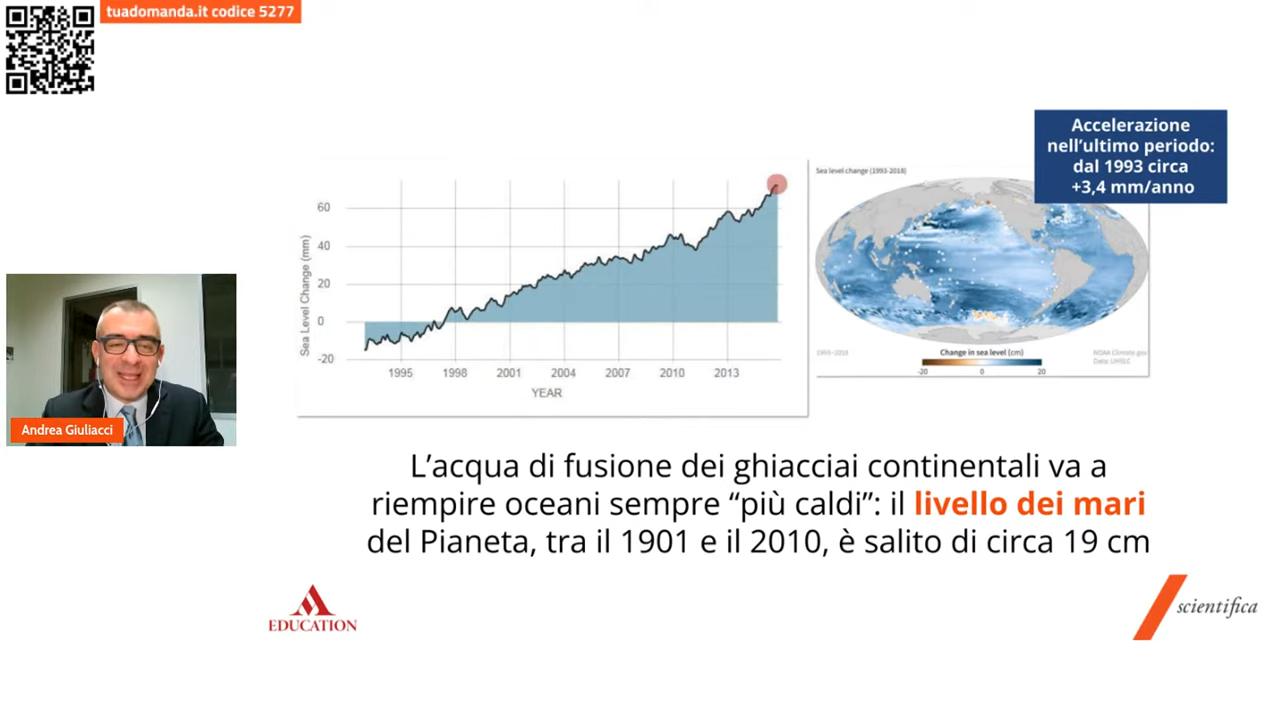 tuadomanda.it codice 5277
Accelerazione
nell'ultimo periodo:
dal 1993 circa
+3,4 mm/anno
Sea Level Change (mm)
60
40
20
0
-20
1995 1998 2001 2004 2007 2010 2013
YEAR
Sea level change (1993-2018)
1993-2018
Change in sea level (cm)
-20 0 20
NOAA Climate.gov
Data: UHSLC
Andrea Giuliacci
L'acqua di fusione dei ghiacciai continentali va a
riempire oceani sempre “più caldi”: il livello dei mari
del Pianeta, tra il 1901 e il 2010, è salito di circa 19 cm
EDUCATION
scientifica